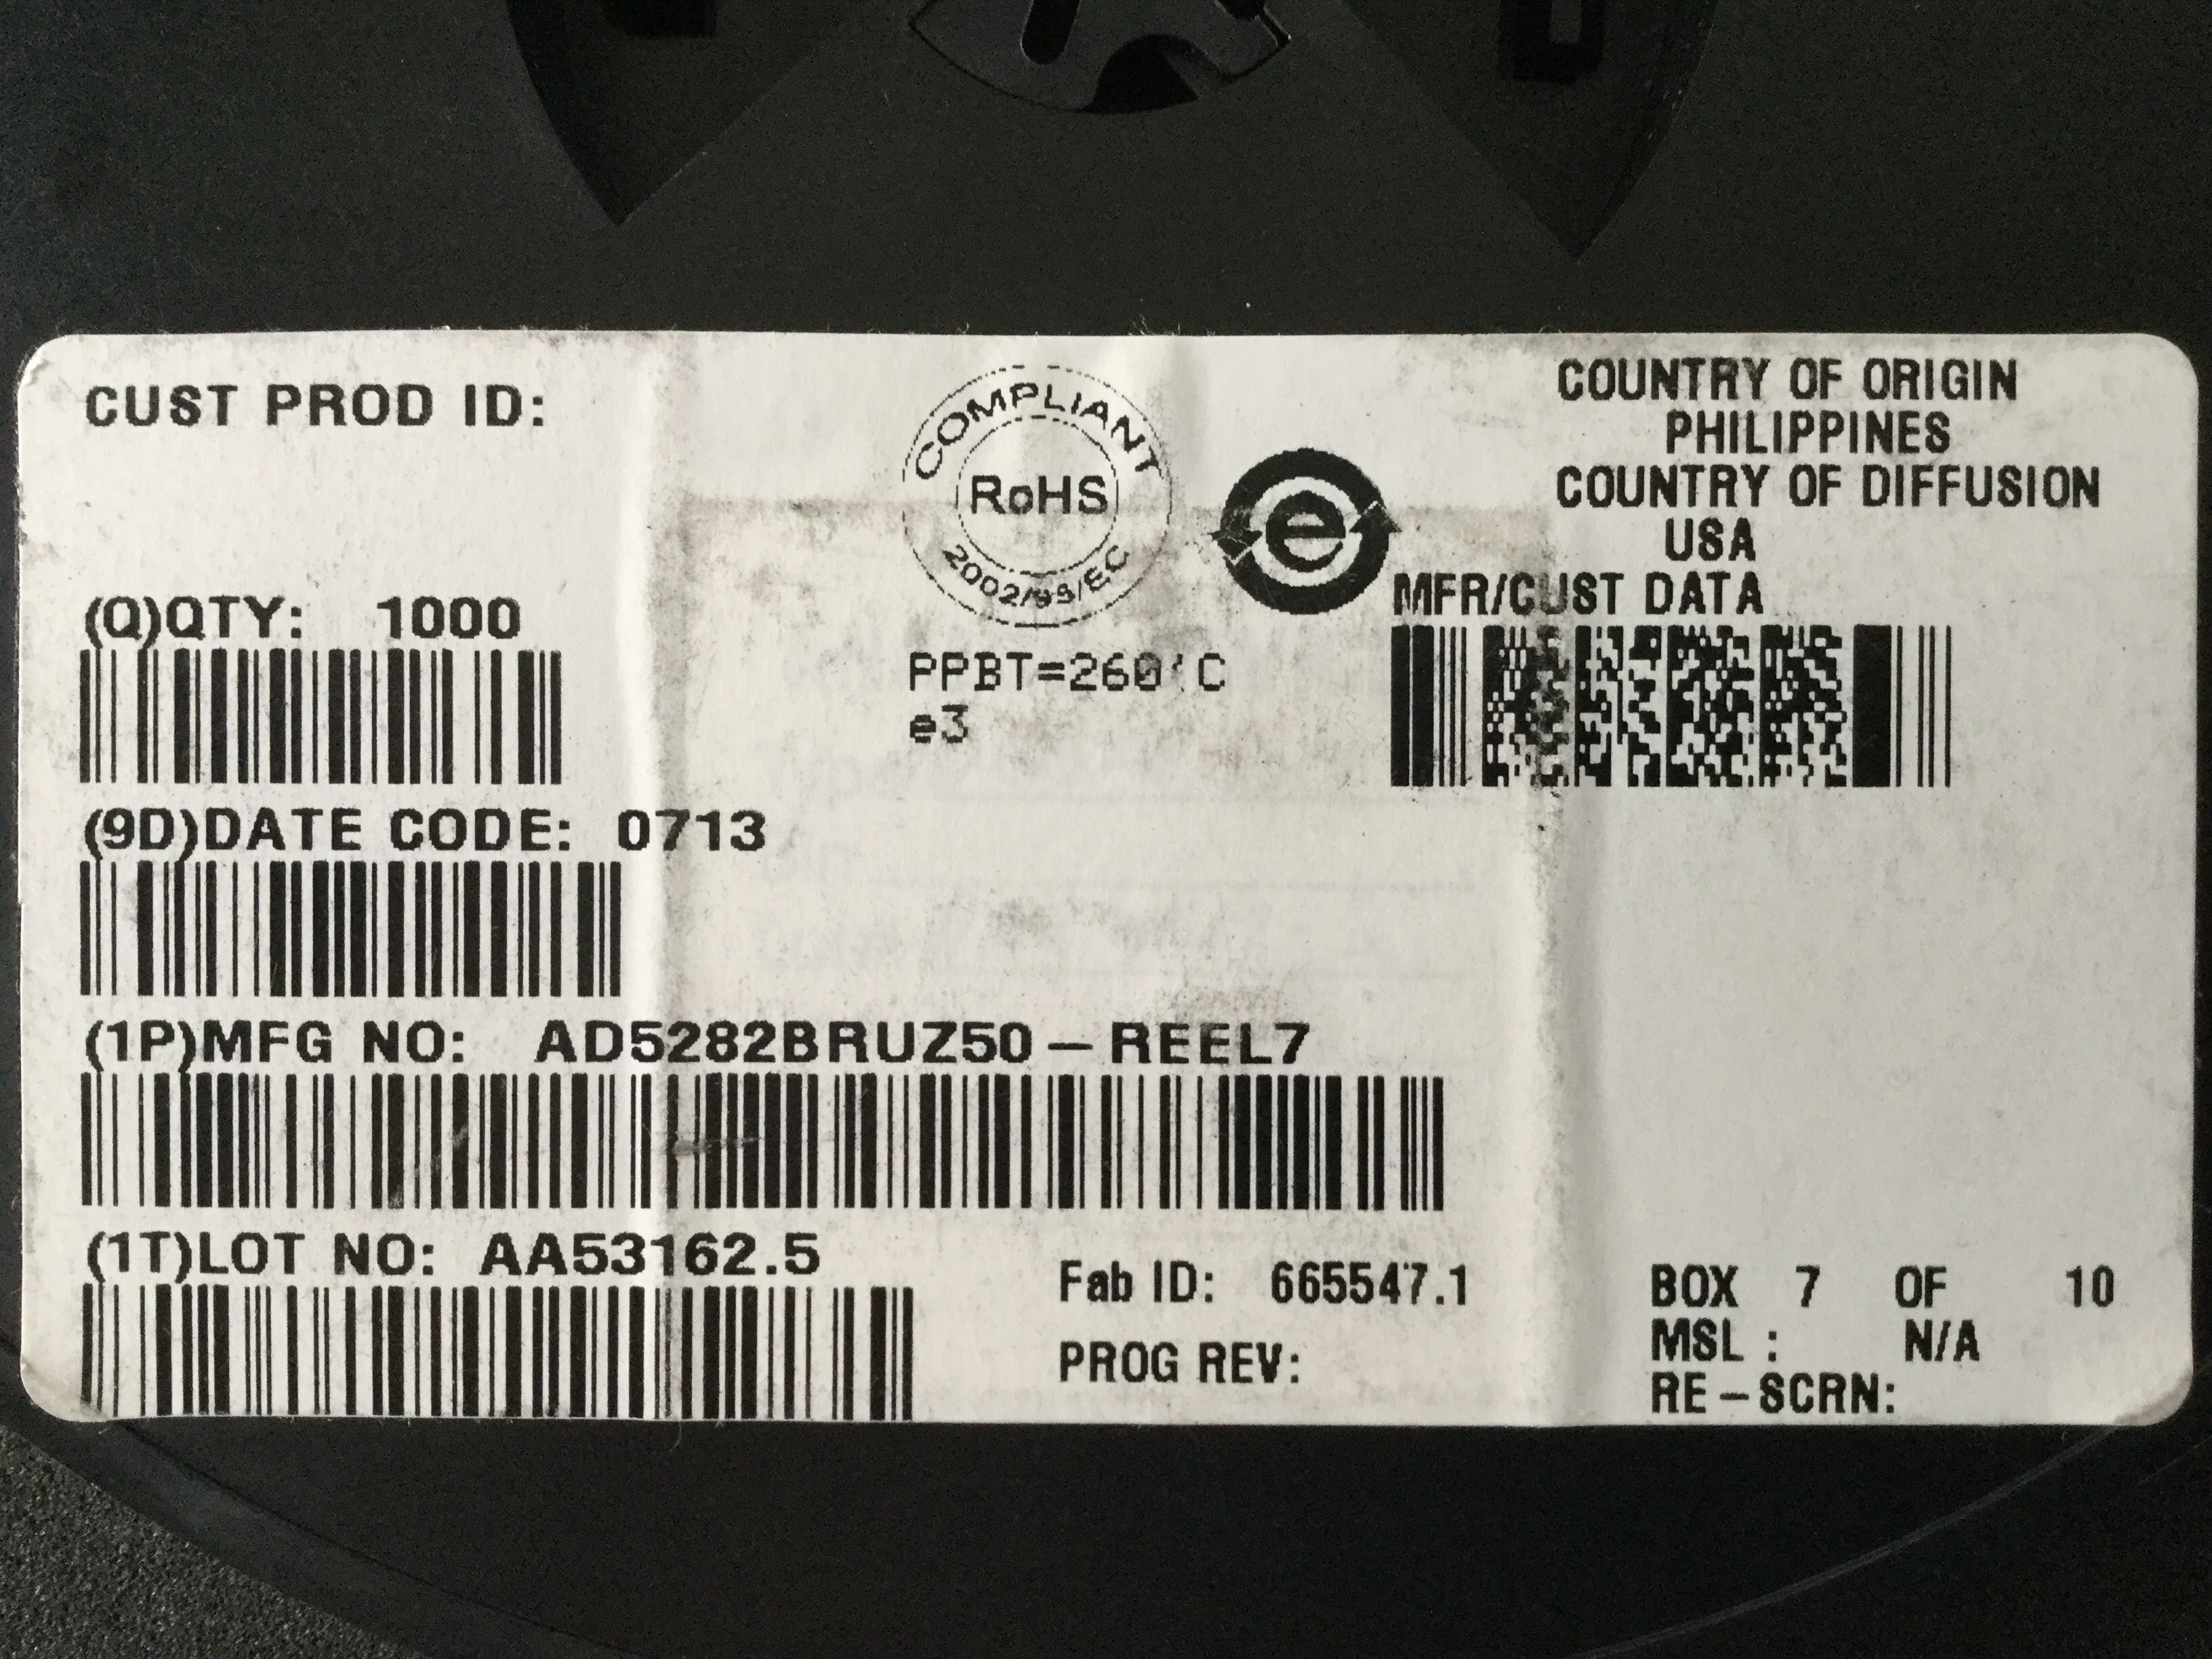 CUST PROD ID:
COMPLIANT
RoHS
2002/95/EC
e
COUNTRY OF ORIGIN
PHILIPPINES
COUNTRY OF DIFFUSION
USA
MFR/CUST DATA
(Q)QTY: 1000
PPBT=260°C
e3
(9D)DATE CODE: 0713
(1P)MFG NO: AD5282BRUZ50-REEL7
(1T)LOT NO: AA53162.5
Fab ID: 665547.1
PROG REV:
BOX 7 OF 10
MSL : N/A
RE-SCRN: